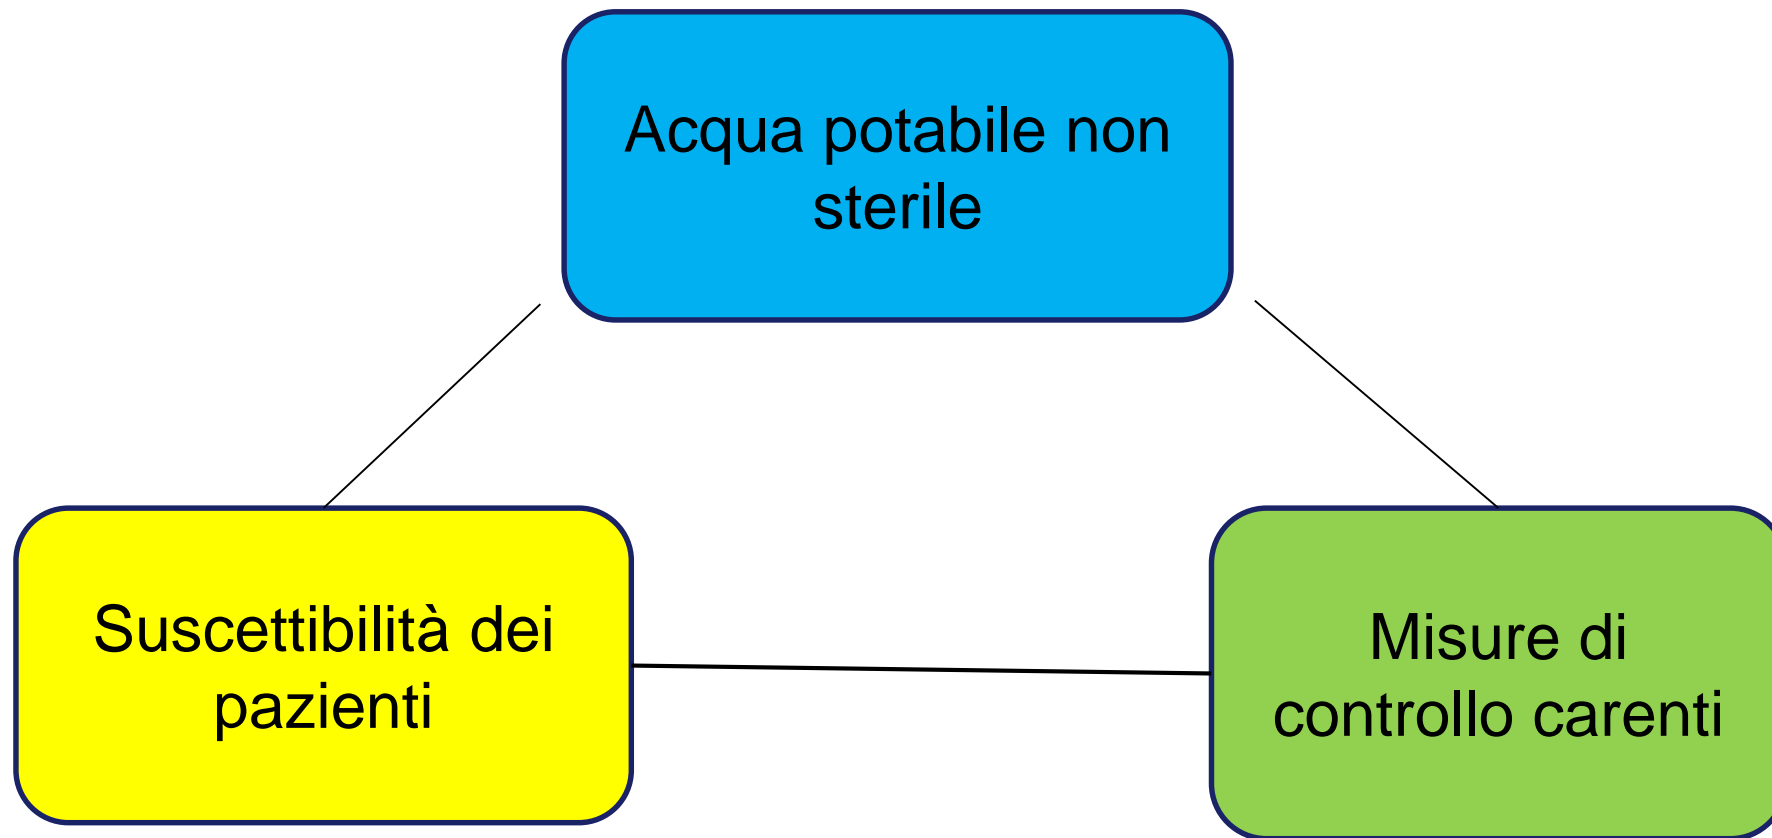 Acqua potabile non
sterile
Suscettibilità dei
pazienti
Misure di
controllo carenti